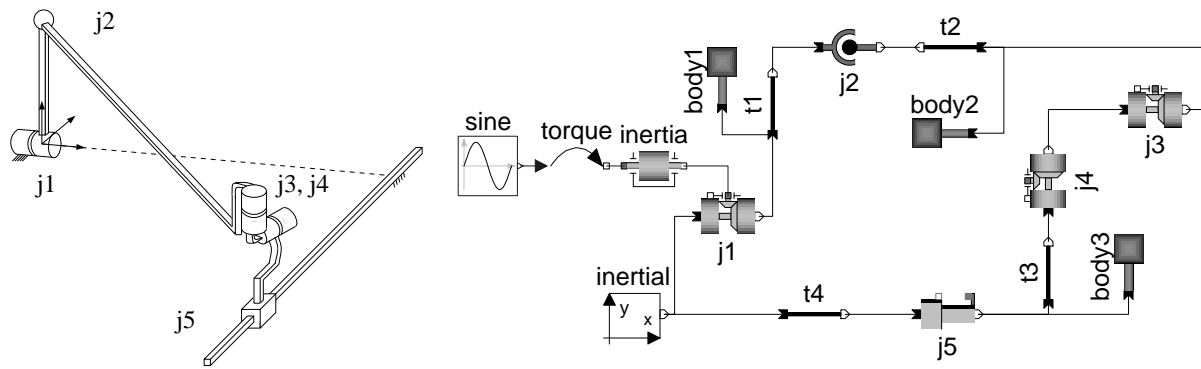 j2
j1
j3, j4
j5
sine
torque
inertia
body1
t1
j2
t2
body2
j3
j4
j1
inertial
y
x
t4
j5
t3
body3